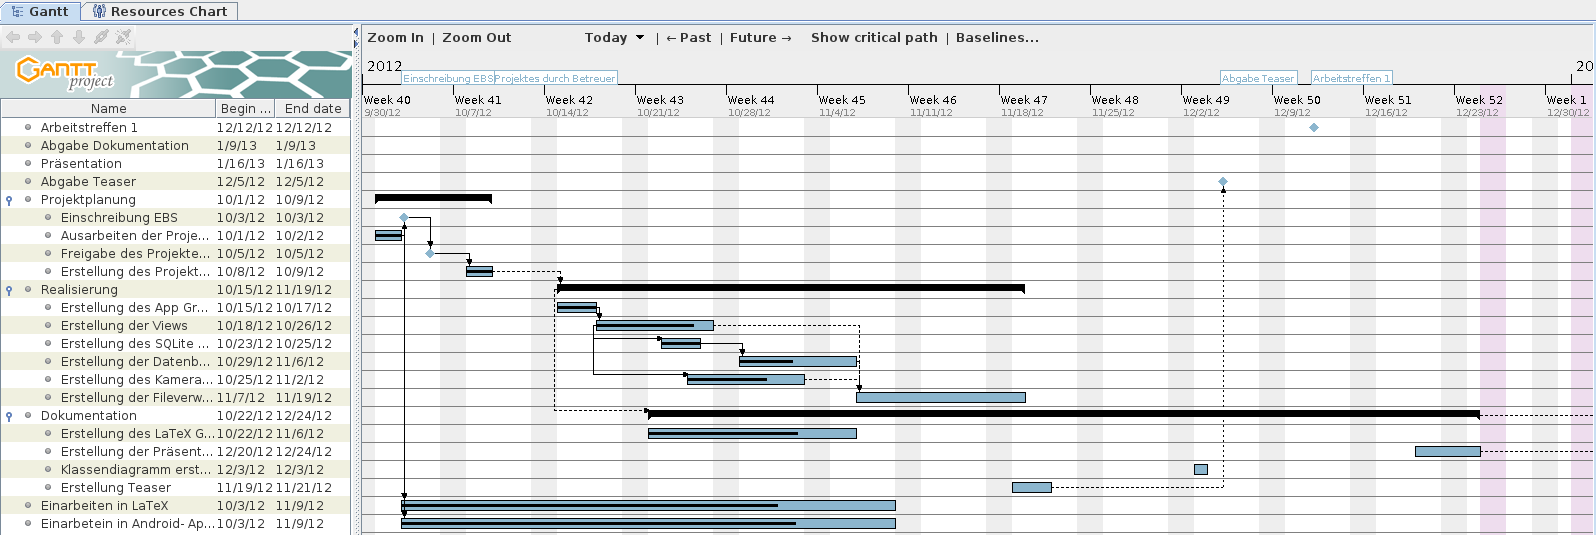 Gantt Resources Chart
Zoom In | Zoom Out Today | ← Past | Future → Show critical path | Baselines...
GANTT project
2012 20
Einschreibung EBS Projektes durch Betreuer Abgabe Teaser Arbeitstreffen 1
Week 40 Week 41 Week 42 Week 43 Week 44 Week 45 Week 46 Week 47 Week 48 Week 49 Week 50 Week 51 Week 52 Week 1
9/30/12 10/7/12 10/14/12 10/21/12 10/28/12 11/4/12 11/11/12 11/18/12 11/25/12 12/2/12 12/9/12 12/16/12 12/23/12 12/30/12
Name Begin ... End date
Arbeitstreffen 1 12/12/12 12/12/12
Abgabe Dokumentation 1/9/13 1/9/13
Präsentation 1/16/13 1/16/13
Abgabe Teaser 12/5/12 12/5/12
Projektplanung 10/1/12 10/9/12
Einschreibung EBS 10/3/12 10/3/12
Ausarbeiten der Proje... 10/1/12 10/2/12
Freigabe des Projekte... 10/5/12 10/5/12
Erstellung des Projekt... 10/8/12 10/9/12
Realisierung 10/15/12 11/19/12
Erstellung des App Gr... 10/15/12 10/17/12
Erstellung der Views 10/18/12 10/26/12
Erstellung des SQLite ... 10/23/12 10/25/12
Erstellung der Datenb... 10/29/12 11/6/12
Erstellung des Kamera... 10/25/12 11/2/12
Erstellung der Fileverw... 11/7/12 11/19/12
Dokumentation 10/22/12 12/24/12
Erstellung des LaTeX G... 10/22/12 11/6/12
Erstellung der Präsent... 12/20/12 12/24/12
Klassendiagramm erst... 12/3/12 12/3/12
Erstellung Teaser 11/19/12 11/21/12
Einarbeiten in LaTeX 10/3/12 11/9/12
Einarbetein in Android- Ap... 10/3/12 11/9/12